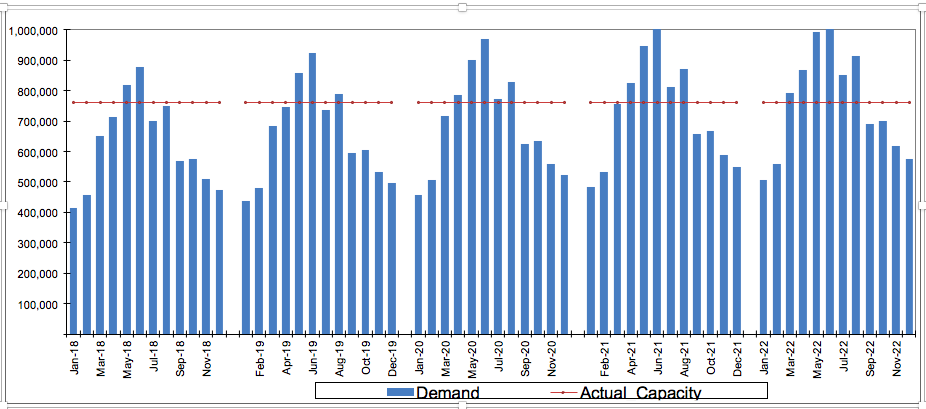 1,000,000
900,000
800,000
700,000
600,000
500,000
400,000
300,000
200,000
100,000
Jan-18
Mar-18
May-18
Jul-18
Sep-18
Nov-18
Feb-19
Apr-19
Jun-19
Aug-19
Oct-19
Dec-19
Jan-20
Mar-20
May-20
Jul-20
Sep-20
Nov-20
Feb-21
Apr-21
Jun-21
Aug-21
Oct-21
Dec-21
Jan-22
Mar-22
May-22
Jul-22
Sep-22
Nov-22
Demand
Actual Capacity